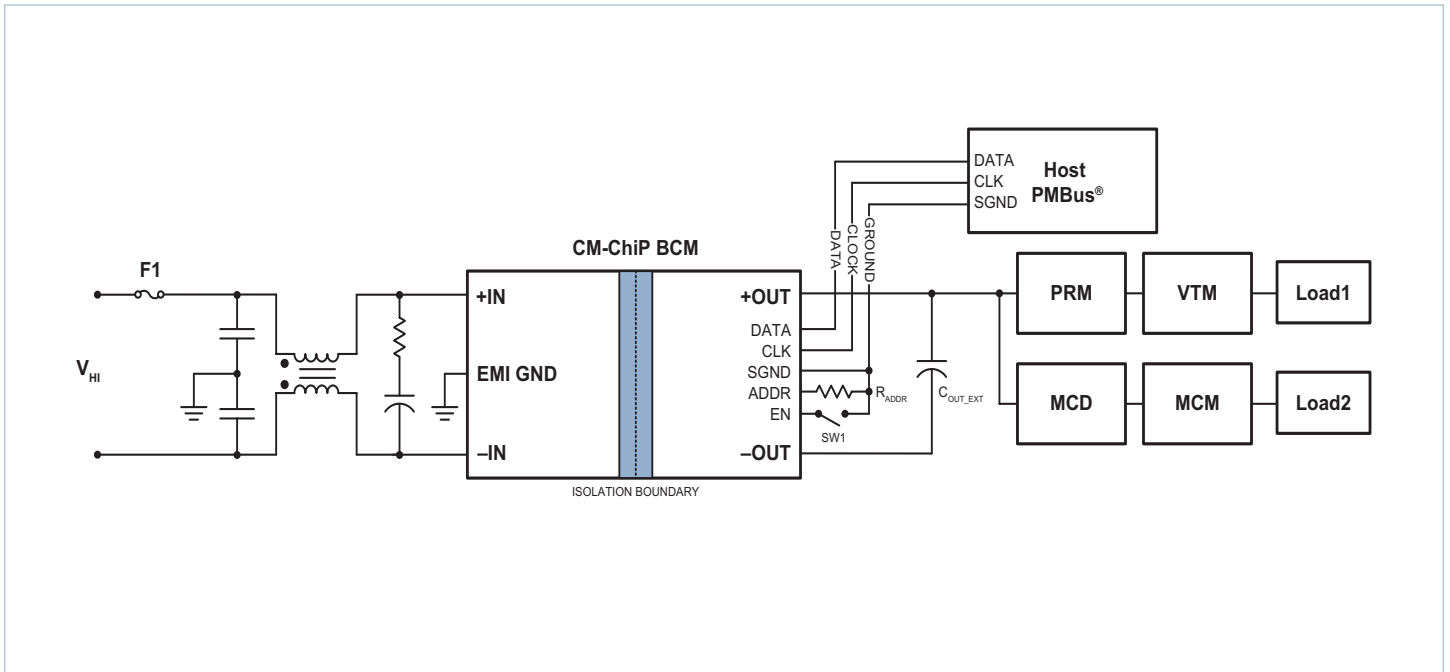 F1
V_HI
CM-ChiP BCM
+IN
EMI GND
–IN
+OUT
DATA
CLK
SGND
ADDR
EN
–OUT
ISOLATION BOUNDARY
R_ADDR
SW1
C_OUT_EXT
DATA
CLOCK
GROUND
DATA
CLK
SGND
Host
PMBus®
PRM
VTM
Load1
MCD
MCM
Load2